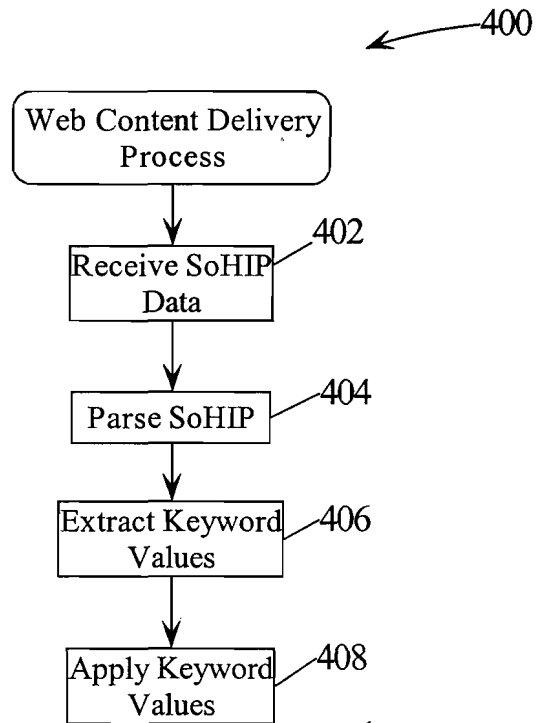 400
Web Content Delivery
Process
402
Receive SoHIP
Data
404
Parse SoHIP
406
Extract Keyword
Values
408
Apply Keyword
Values